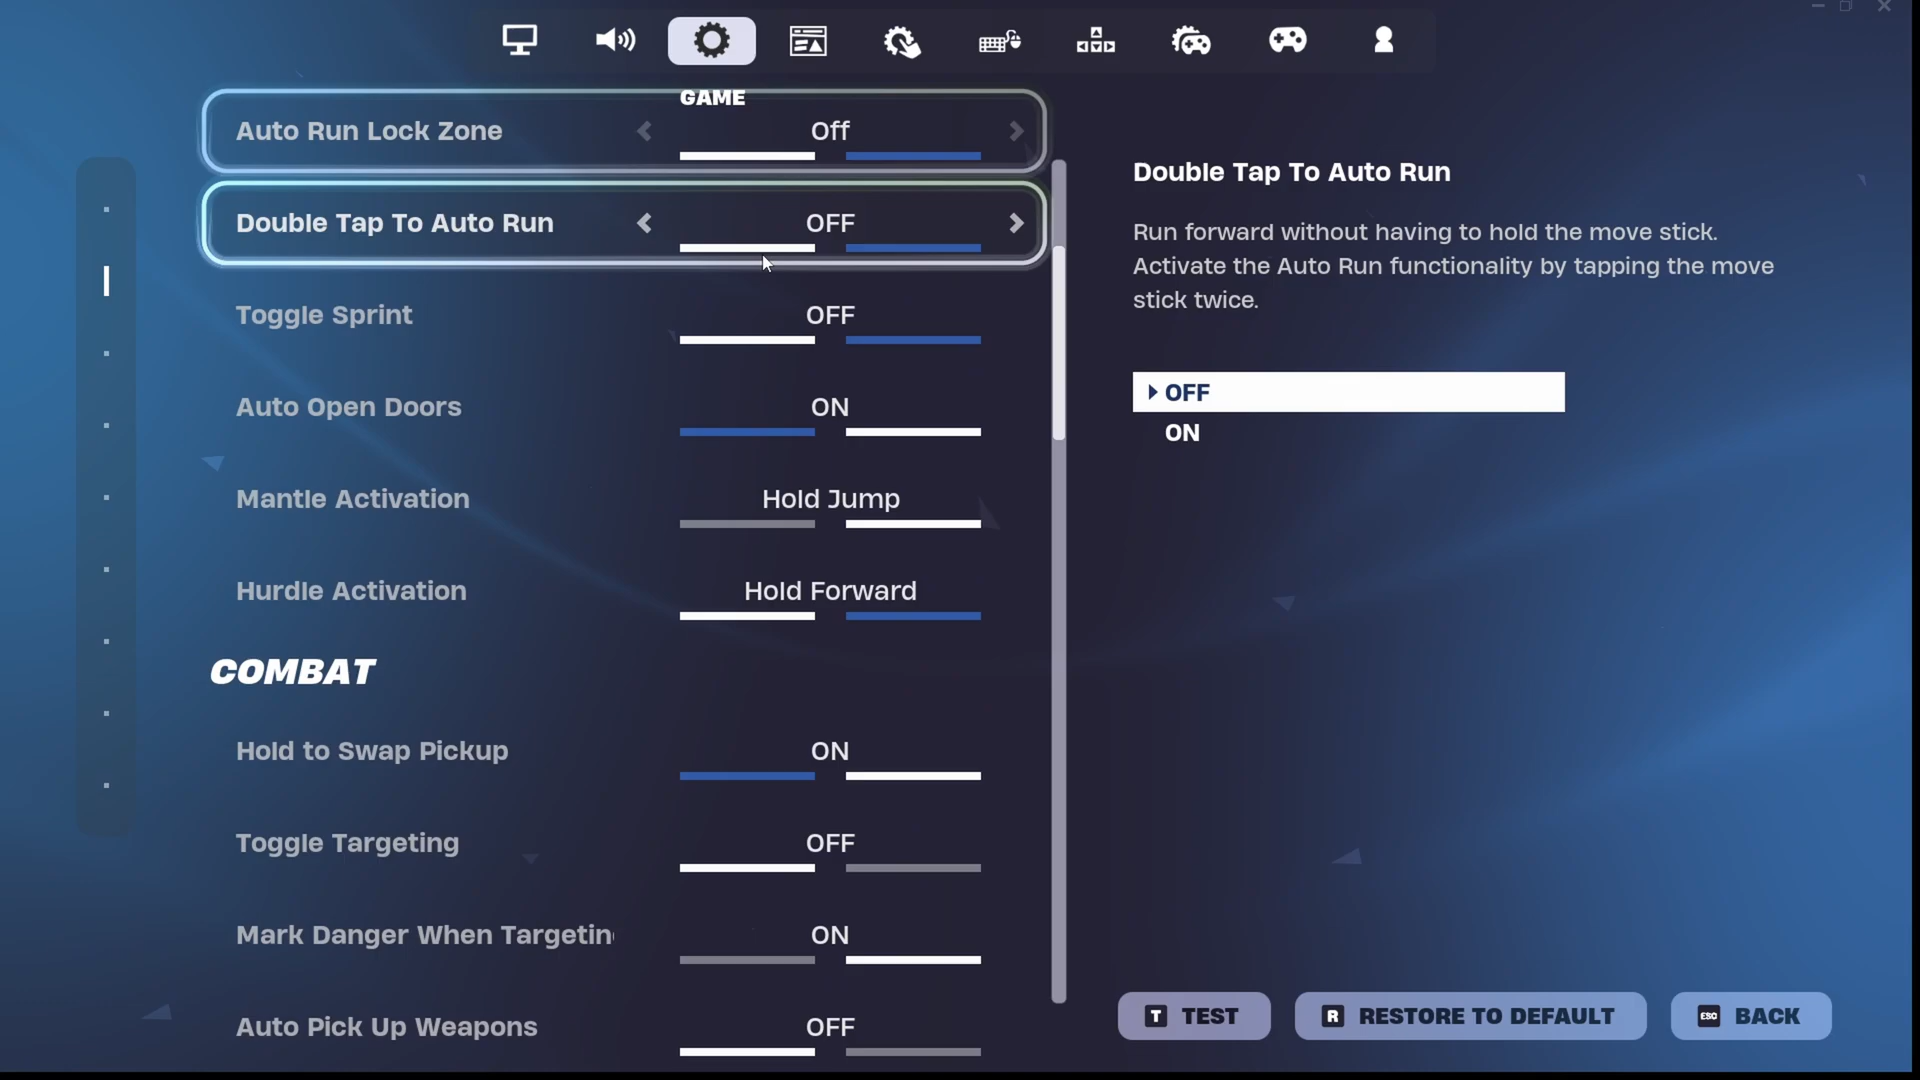 GAME
Auto Run Lock Zone Off
Double Tap To Auto Run OFF
Toggle Sprint OFF
Auto Open Doors ON
Mantle Activation Hold Jump
Hurdle Activation Hold Forward
COMBAT
Hold to Swap Pickup ON
Toggle Targeting OFF
Mark Danger When Targetin ON
Auto Pick Up Weapons OFF
Double Tap To Auto Run
Run forward without having to hold the move stick.
Activate the Auto Run functionality by tapping the move
stick twice.
OFF
ON
T TEST R RESTORE TO DEFAULT ESC BACK